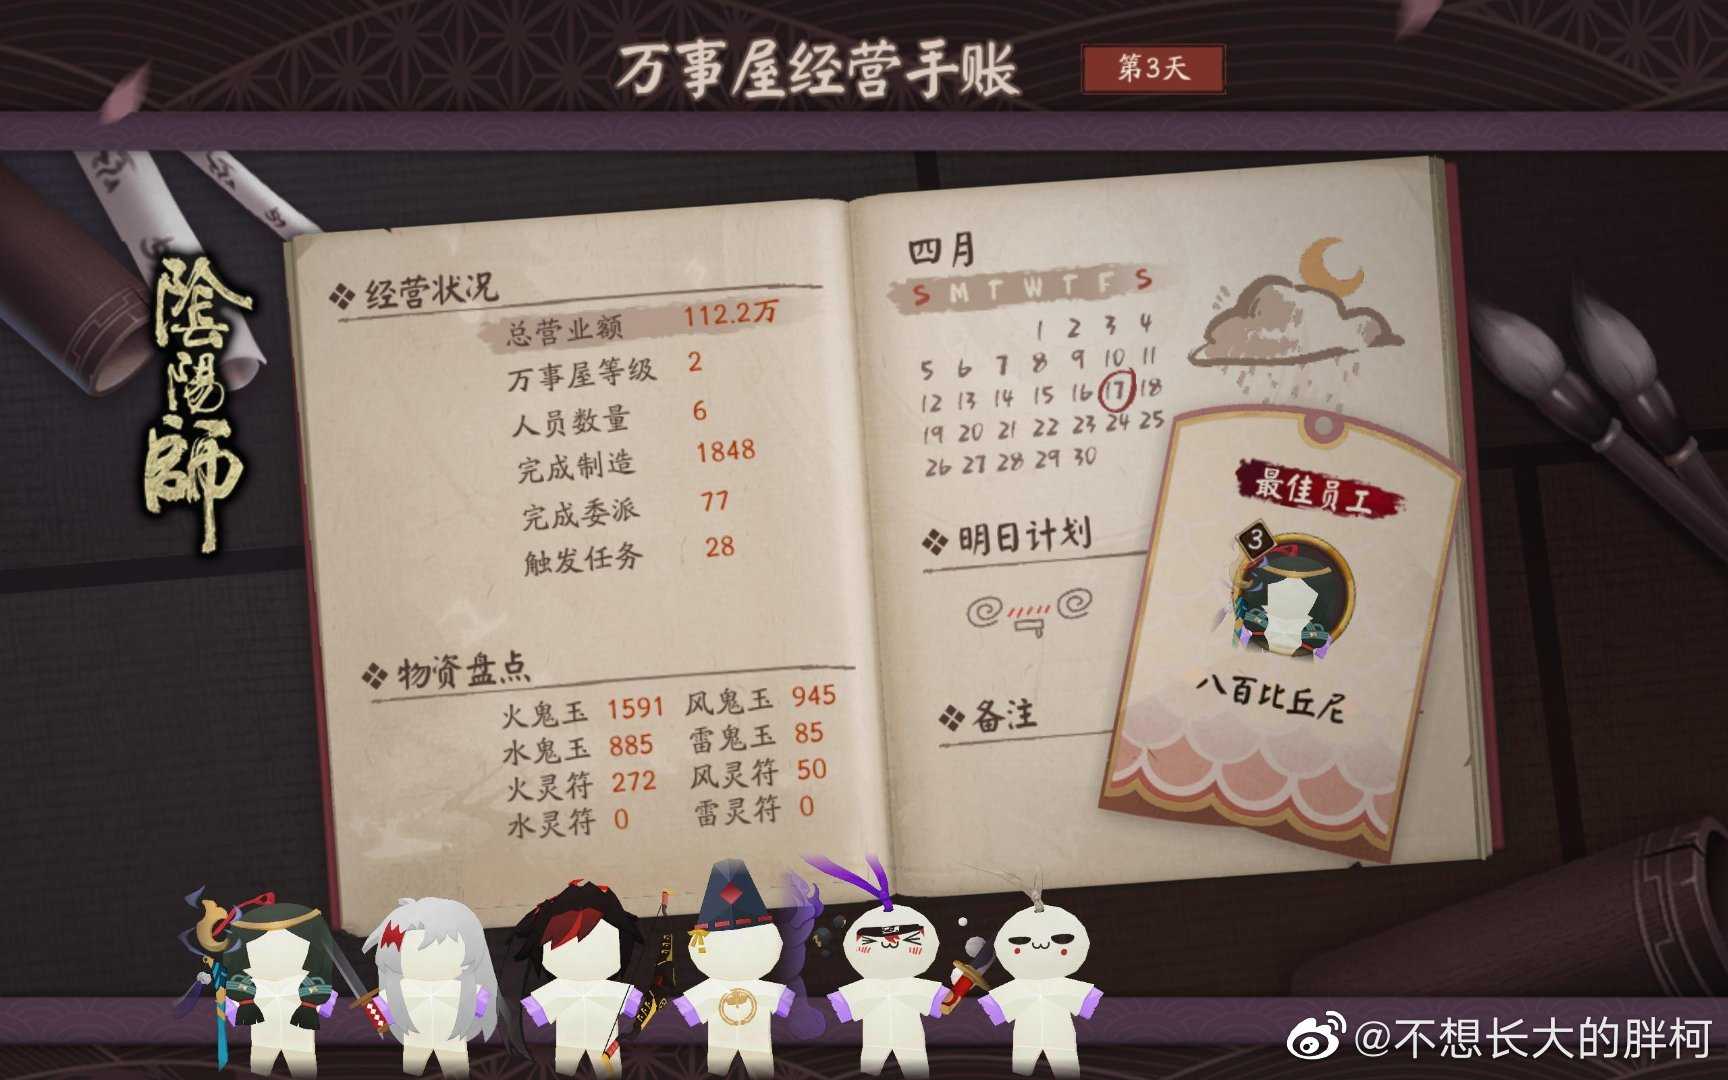 万事屋经营手账
第3天
陰陽師
经营状况
总营业额 112.2万
万事屋等级 2
人员数量 6
完成制造 1848
完成委派 77
触发任务 28
物资盘点
火鬼玉 1591 风鬼玉 945
水鬼玉 885 雷鬼玉 85
火灵符 272 风灵符 50
水灵符 0 雷灵符 0
四月
S M T W T F S
1 2 3 4
5 6 7 8 9 10 11
12 13 14 15 16 17 18
19 20 21 22 23 24 25
26 27 28 29 30
明日计划
备注
最佳员工
3
八百比丘尼
@不想长大的胖柯